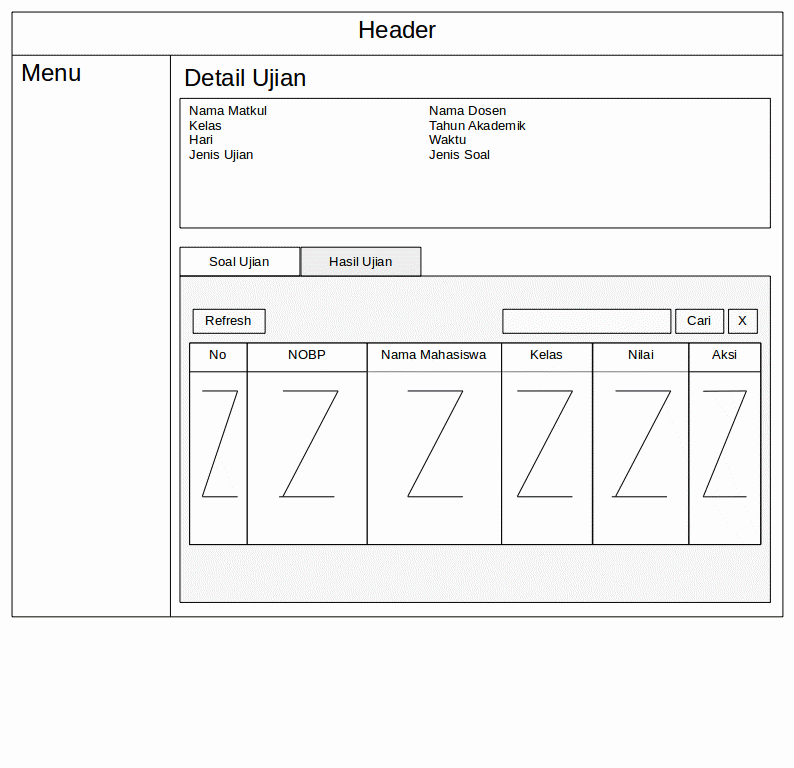 Header
Menu
Detail Ujian
Nama Matkul
Kelas
Hari
Jenis Ujian
Nama Dosen
Tahun Akademik
Waktu
Jenis Soal
Soal Ujian
Hasil Ujian
Refresh
Cari
X
No
NOBP
Nama Mahasiswa
Kelas
Nilai
Aksi